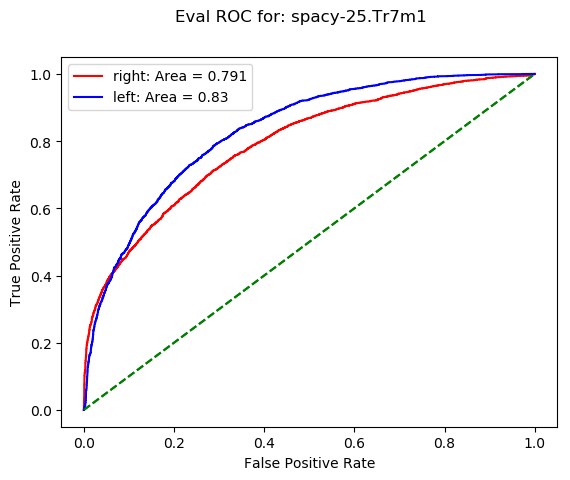 Eval ROC for: spacy-25.Tr7m1
right: Area = 0.791
left: Area = 0.83
True Positive Rate
1.0
0.8
0.6
0.4
0.2
0.0
0.0 0.2 0.4 0.6 0.8 1.0
False Positive Rate